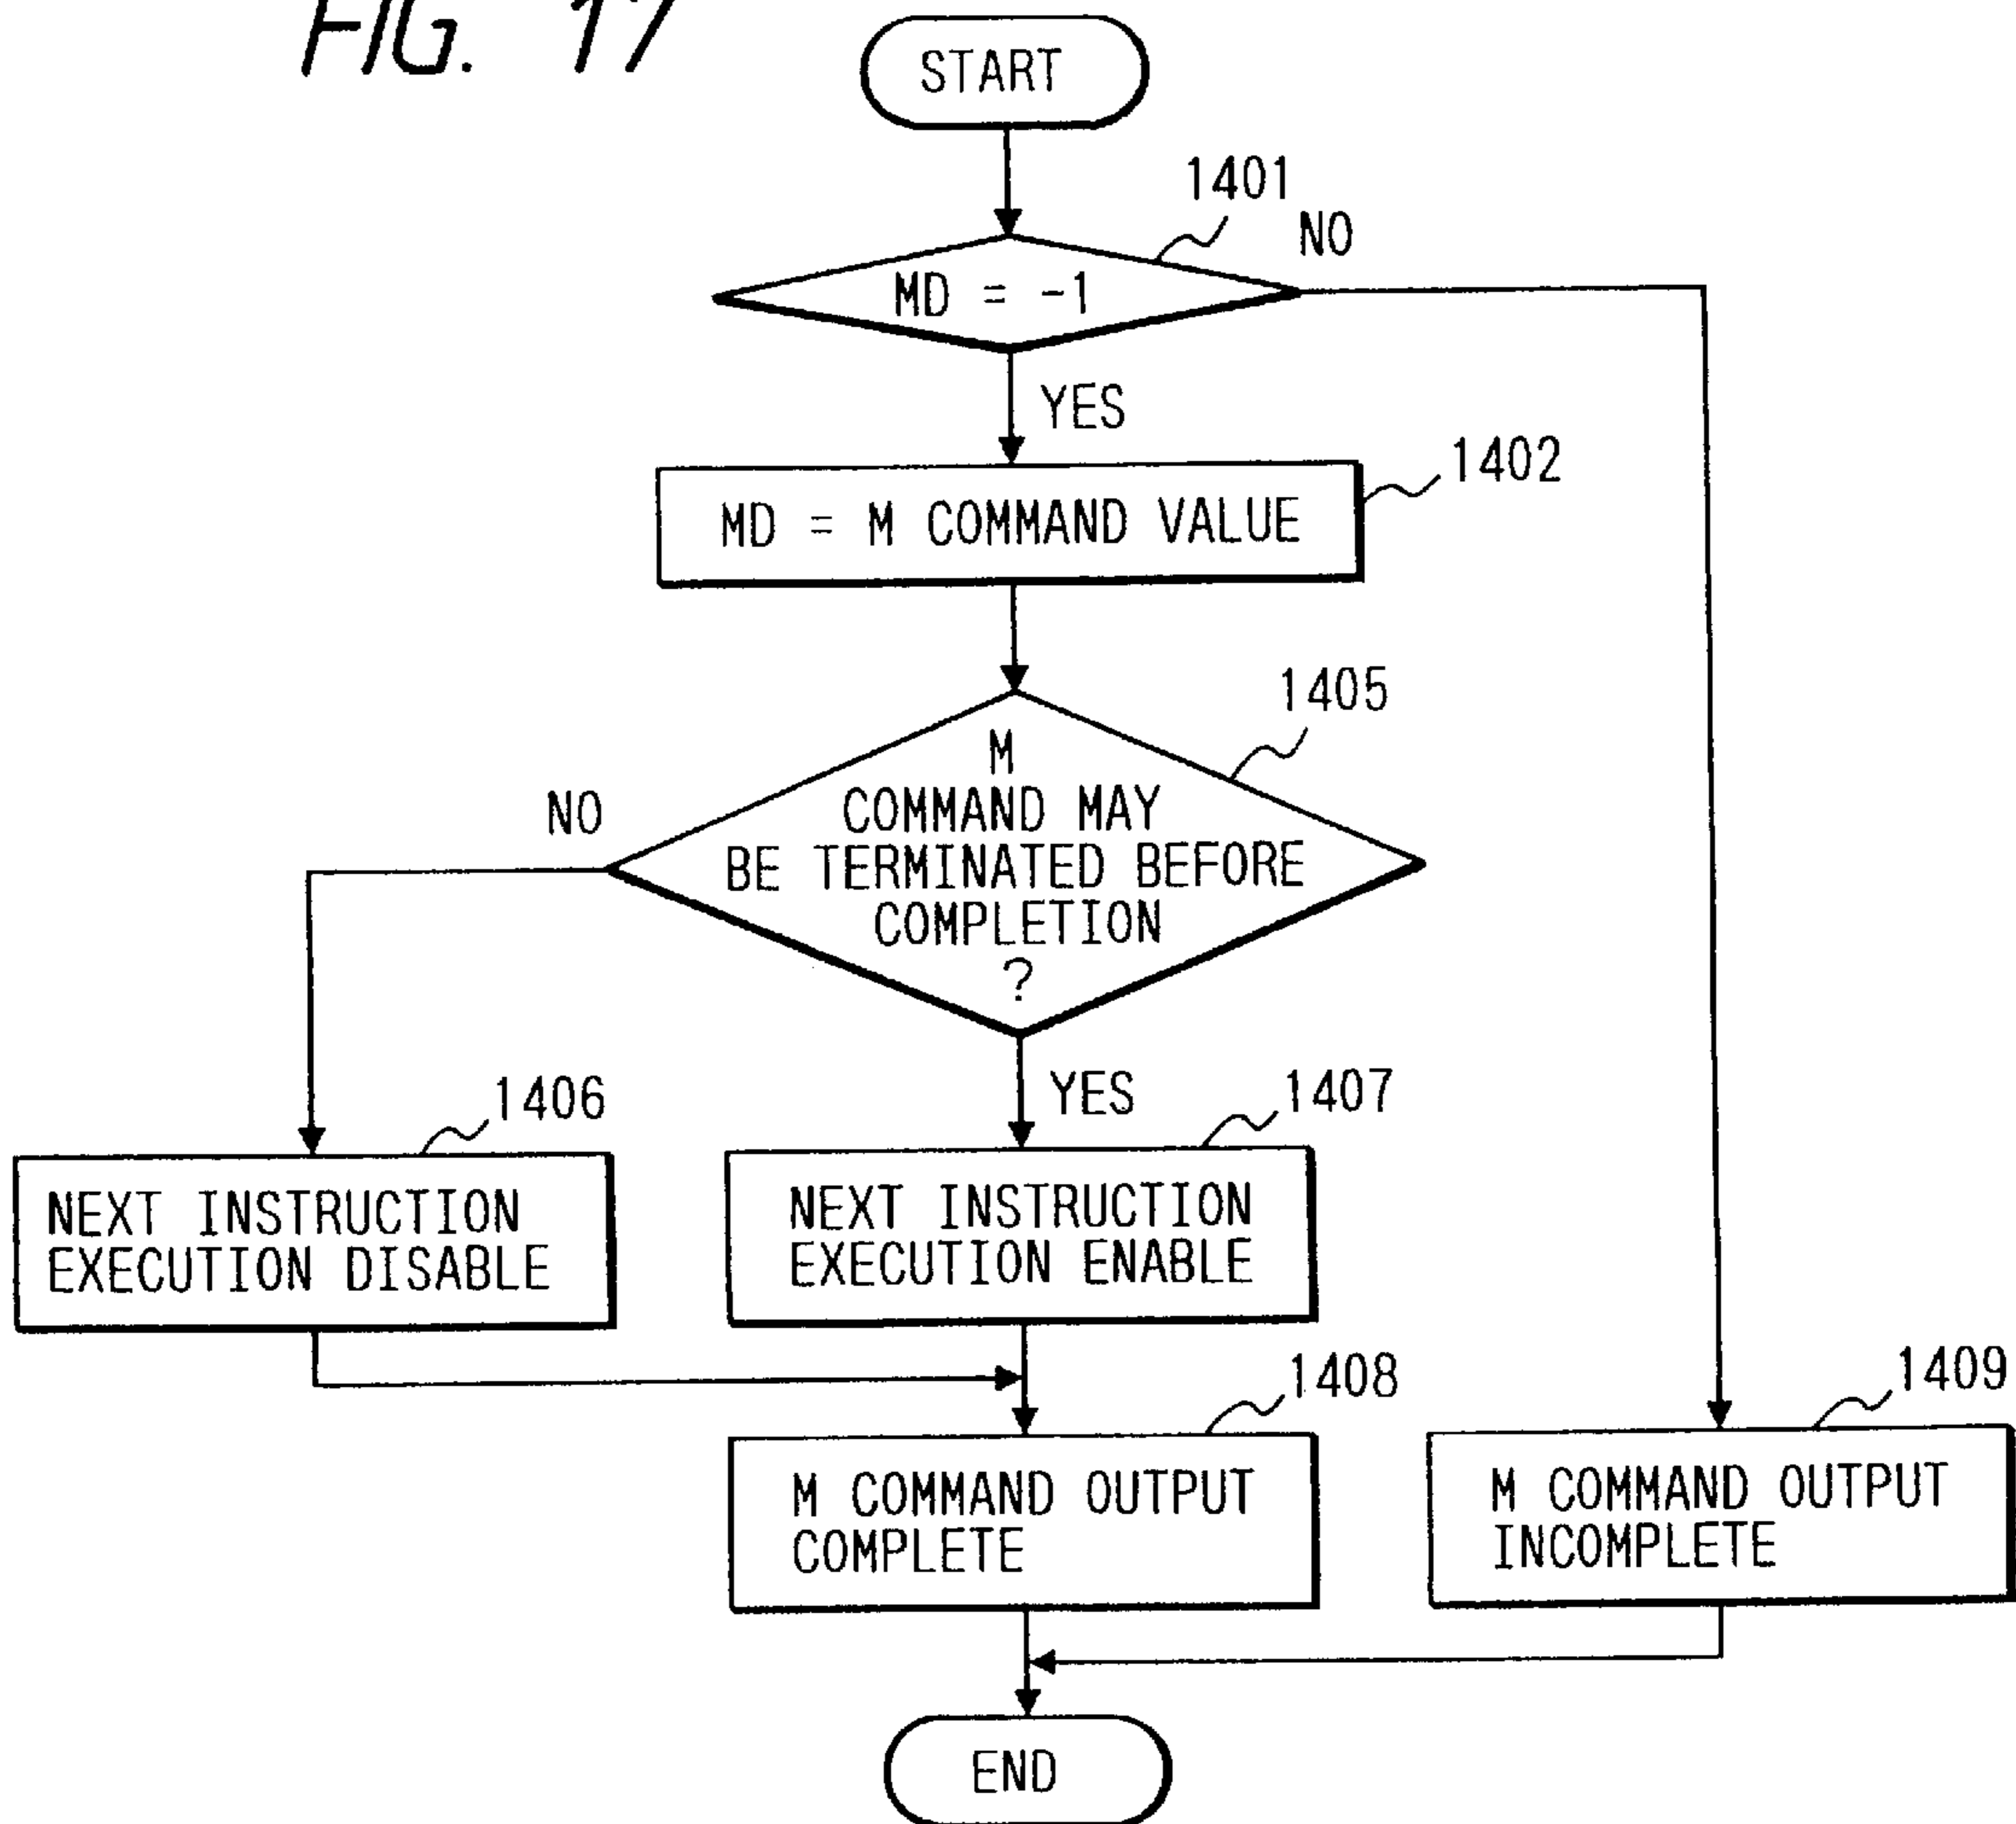 FIG. 17
START
1401
NO
MD = -1
YES
1402
MD = M COMMAND VALUE
1405
M
COMMAND MAY
BE TERMINATED BEFORE
COMPLETION
?
NO
YES
1406
1407
NEXT INSTRUCTION
EXECUTION DISABLE
NEXT INSTRUCTION
EXECUTION ENABLE
1408
1409
M COMMAND OUTPUT
COMPLETE
M COMMAND OUTPUT
INCOMPLETE
END